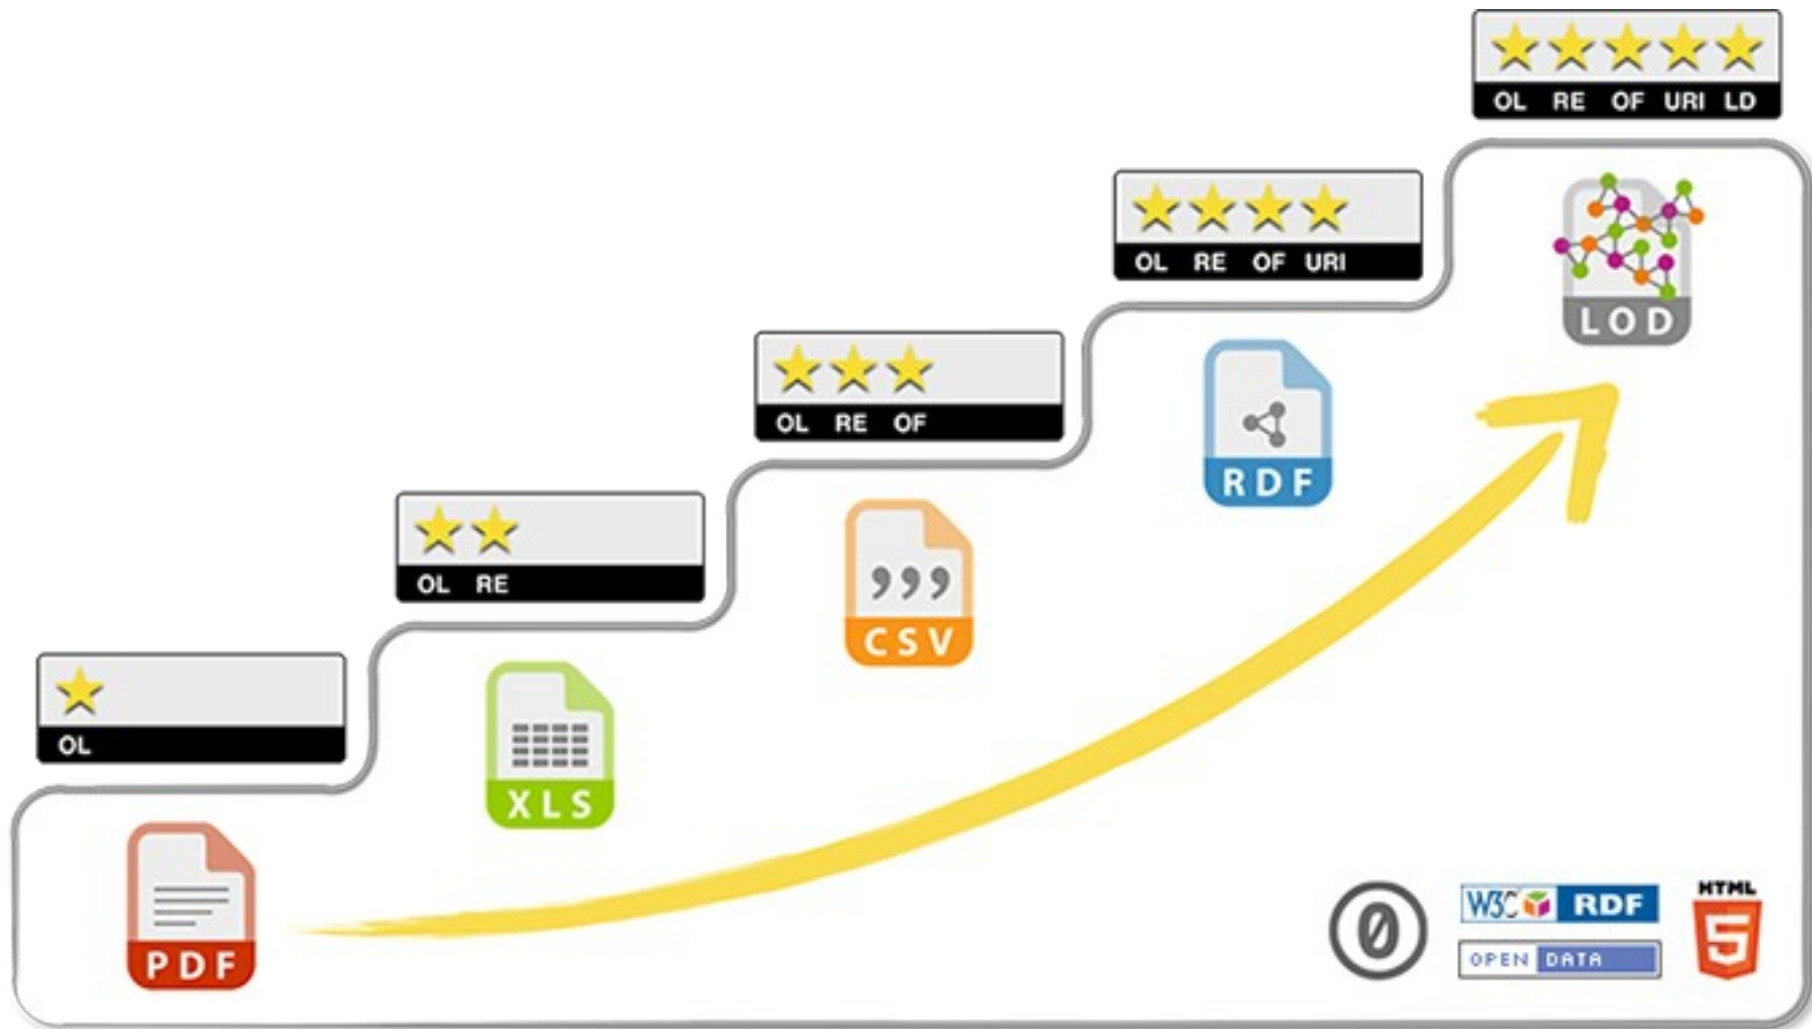 OL RE OF URI LD
LOD
OL RE OF URI
RDF
OL RE OF
,,,
CSV
OL RE
XLS
OL
PDF
0
W3C RDF
OPEN DATA
HTML
5